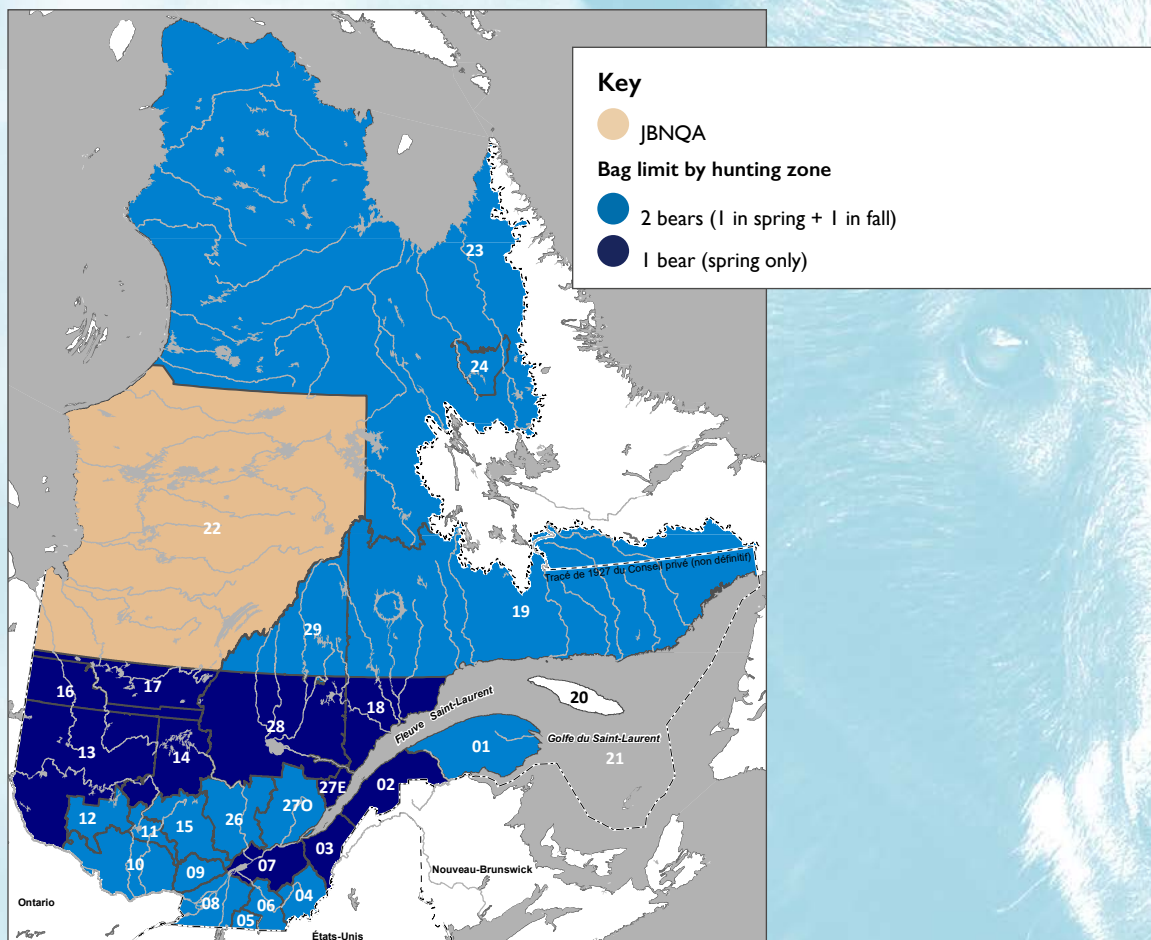 Key
JBNQA
Bag limit by hunting zone
2 bears (1 in spring + 1 in fall)
1 bear (spring only)
23
24
22
Tracé de 1927 du Conseil privé (non définitif)
19
29
16
17
18
20
Fleuve Saint-Laurent
28
01
Golfe du Saint-Laurent
13
14
21
27E
02
12
11
15
26
27O
10
09
07
03
Nouveau-Brunswick
08
06
04
05
Ontario
États-Unis